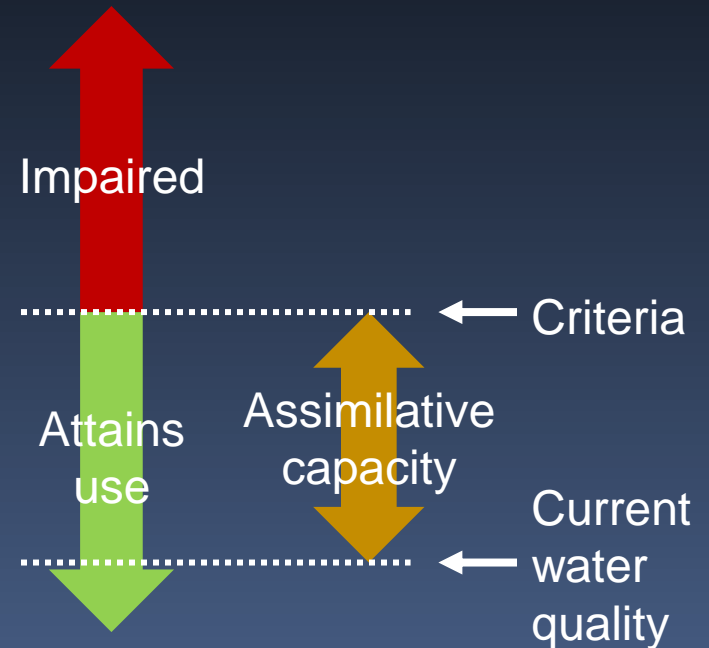 Impaired
Criteria
Attains
use
Assimilative
capacity
Current
water
quality